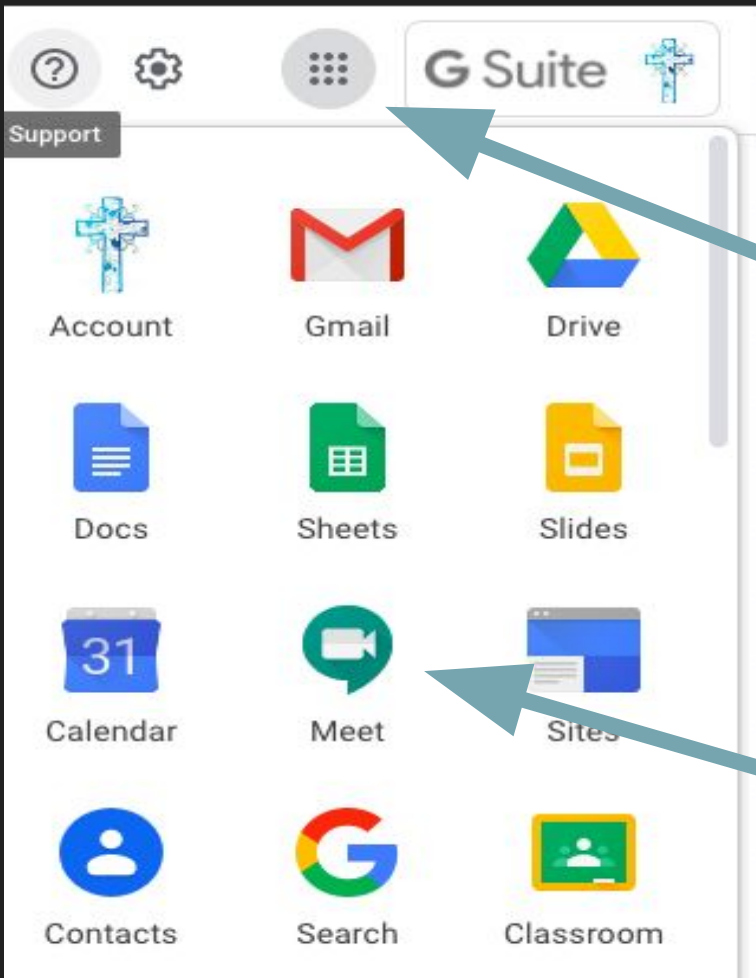 G Suite
Support
Account Gmail Drive
Docs Sheets Slides
31
Calendar Meet Sites
Contacts Search Classroom